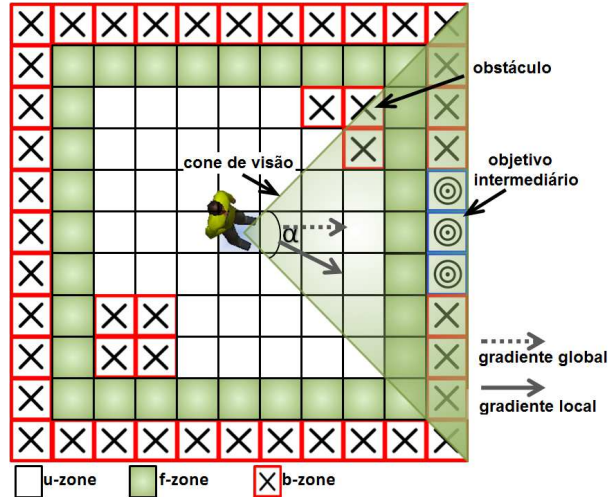 obstáculo
cone de visão
objetivo
intermediário
α
gradiente global
gradiente local
u-zone
f-zone
b-zone